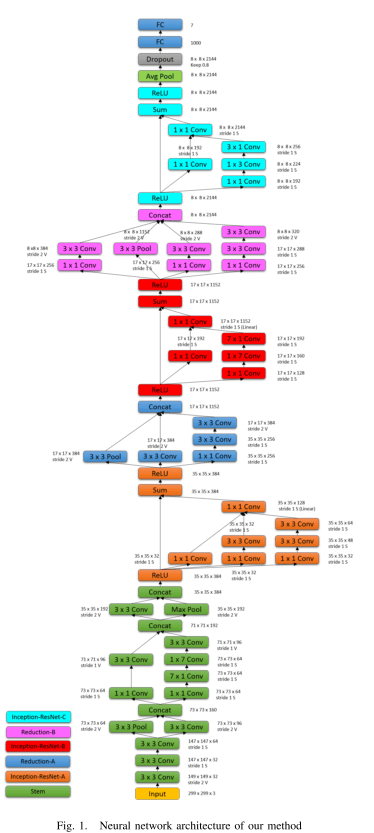 FC 7
FC 1000
Dropout 8 x 8 x 2144
Keep 0.8
Avg Pool 8 x 8 x 2144
ReLU 8 x 8 x 2144
Sum 8 x 8 x 2144
1 x 1 Conv 8 x 8 x 2144
stride 1 S
8 x 8 x 192
stride 1 S
3 x 1 Conv 8 x 8 x 256
stride 1 S
1 x 1 Conv
1 x 3 Conv 8 x 8 x 224
stride 1 S
1 x 1 Conv 8 x 8 x 192
stride 1 S
ReLU 8 x 8 x 2144
Concat 8 x 8 x 2144
8 x 8 x 1152
stride 2 V
8 x 8 x 288
stride 2 V
3 x 3 Conv 8 x 8 x 320
stride 2 V
8 x8 x 384
stride 2 V
3 x 3 Conv
3 x 3 Pool
3 x 3 Conv
3 x 3 Conv 17 x 17 x 288
stride 1 S
17 x 17 x 256
stride 1 S
1 x 1 Conv
17 x 17 x 256
stride 1 S
1 x 1 Conv
1 x 1 Conv 17 x 17 x 256
stride 1 S
ReLU 17 x 17 x 1152
Sum 17 x 17 x 1152
1 x 1 Conv 17 x 17 x 1152
stride 1 S (Linear)
17 x 17 x 192
stride 1 S
7 x 1 Conv 17 x 17 x 192
stride 1 S
1 x 1 Conv
1 x 7 Conv 17 x 17 x 160
stride 1 S
1 x 1 Conv 17 x 17 x 128
stride 1 S
ReLU 17 x 17 x 1152
Concat 17 x 17 x 1152
3 x 3 Conv 17 x 17 x 384
stride 2 V
17 x 17 x 384
stride 2 V
3 x 3 Conv 35 x 35 x 256
stride 1 S
17 x 17 x 384
stride 2 V
3 x 3 Pool
3 x 3 Conv
1 x 1 Conv 35 x 35 x 256
stride 1 S
ReLU 35 x 35 x 384
Sum 35 x 35 x 384
1 x 1 Conv 35 x 35 x 128
stride 1 S (Linear)
35 x 35 x 32
stride 1 S
3 x 3 Conv 35 x 35 x 64
stride 1 S
3 x 3 Conv
3 x 3 Conv 35 x 35 x 48
stride 1 S
35 x 35 x 32
stride 1 S
1 x 1 Conv
1 x 1 Conv
1 x 1 Conv 35 x 35 x 32
stride 1 S
35 x 35 x 32
stride 1 S
ReLU 35 x 35 x 384
Concat 35 x 35 x 384
35 x 35 x 192
stride 2 V
3 x 3 Conv
Max Pool 35 x 35 x 192
stride 2 V
Concat 71 x 71 x 192
3 x 3 Conv 71 x 71 x 96
stride 1 V
71 x 71 x 96
stride 1 V
3 x 3 Conv
1 x 7 Conv 73 x 73 x 64
stride 1 S
7 x 1 Conv 73 x 73 x 64
stride 1 S
73 x 73 x 64
stride 1 S
1 x 1 Conv
1 x 1 Conv 73 x 73 x 64
stride 1 S
Concat 73 x 73 x 160
73 x 73 x 64
stride 2 V
3 x 3 Pool
3 x 3 Conv 73 x 73 x 96
stride 2 V
3 x 3 Conv 147 x 147 x 64
stride 1 S
3 x 3 Conv 147 x 147 x 32
stride 1 S
3 x 3 Conv 149 x 149 x 32
stride 2 V
Input 299 x 299 x 3
Inception-ResNet-C
Reduction-B
Inception-ResNet-B
Reduction-A
Inception-ResNet-A
Stem
Fig. 1. Neural network architecture of our method